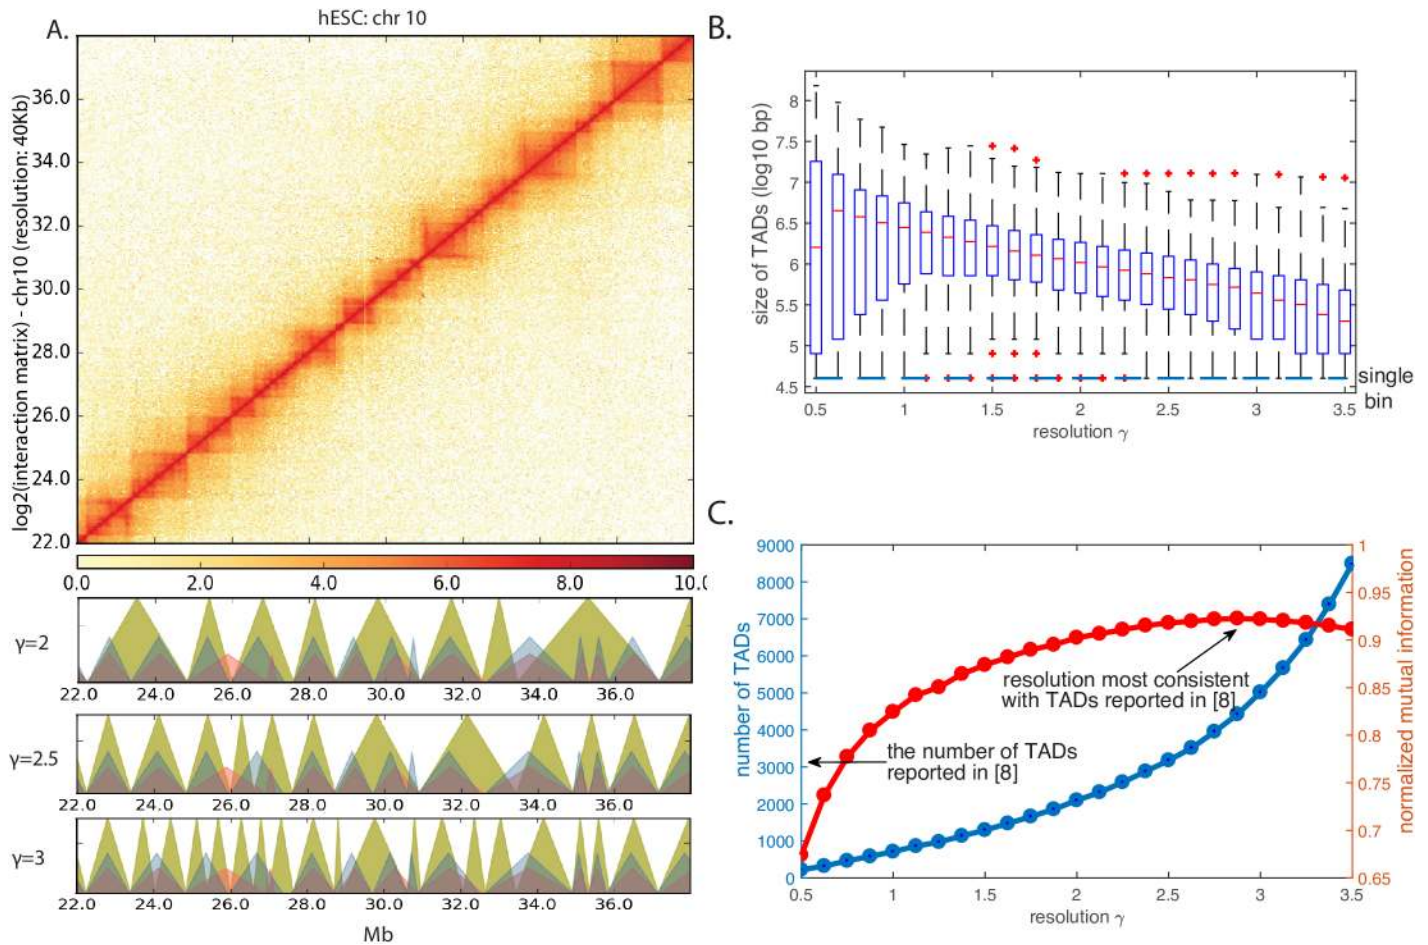 A.
hESC: chr 10
log2(interaction matrix) - chr10 (resolution: 40Kb)
36.0
34.0
32.0
30.0
28.0
26.0
24.0
22.0
0.0 2.0 4.0 6.0 8.0 10.0
γ=2
22.0 24.0 26.0 28.0 30.0 32.0 34.0 36.0
γ=2.5
22.0 24.0 26.0 28.0 30.0 32.0 34.0 36.0
γ=3
22.0 24.0 26.0 28.0 30.0 32.0 34.0 36.0
Mb
B.
size of TADs (log10 bp)
8
7.5
7
6.5
6
5.5
5
4.5
single
bin
0.5 1 1.5 2 2.5 3 3.5
resolution γ
C.
number of TADs
9000
8000
7000
6000
5000
4000
3000
2000
1000
0
resolution most consistent
with TADs reported in [8]
the number of TADs
reported in [8]
1
0.95
0.9
0.85
0.8
0.75
0.7
0.65
normalized mutual information
0.5 1 1.5 2 2.5 3 3.5
resolution γ